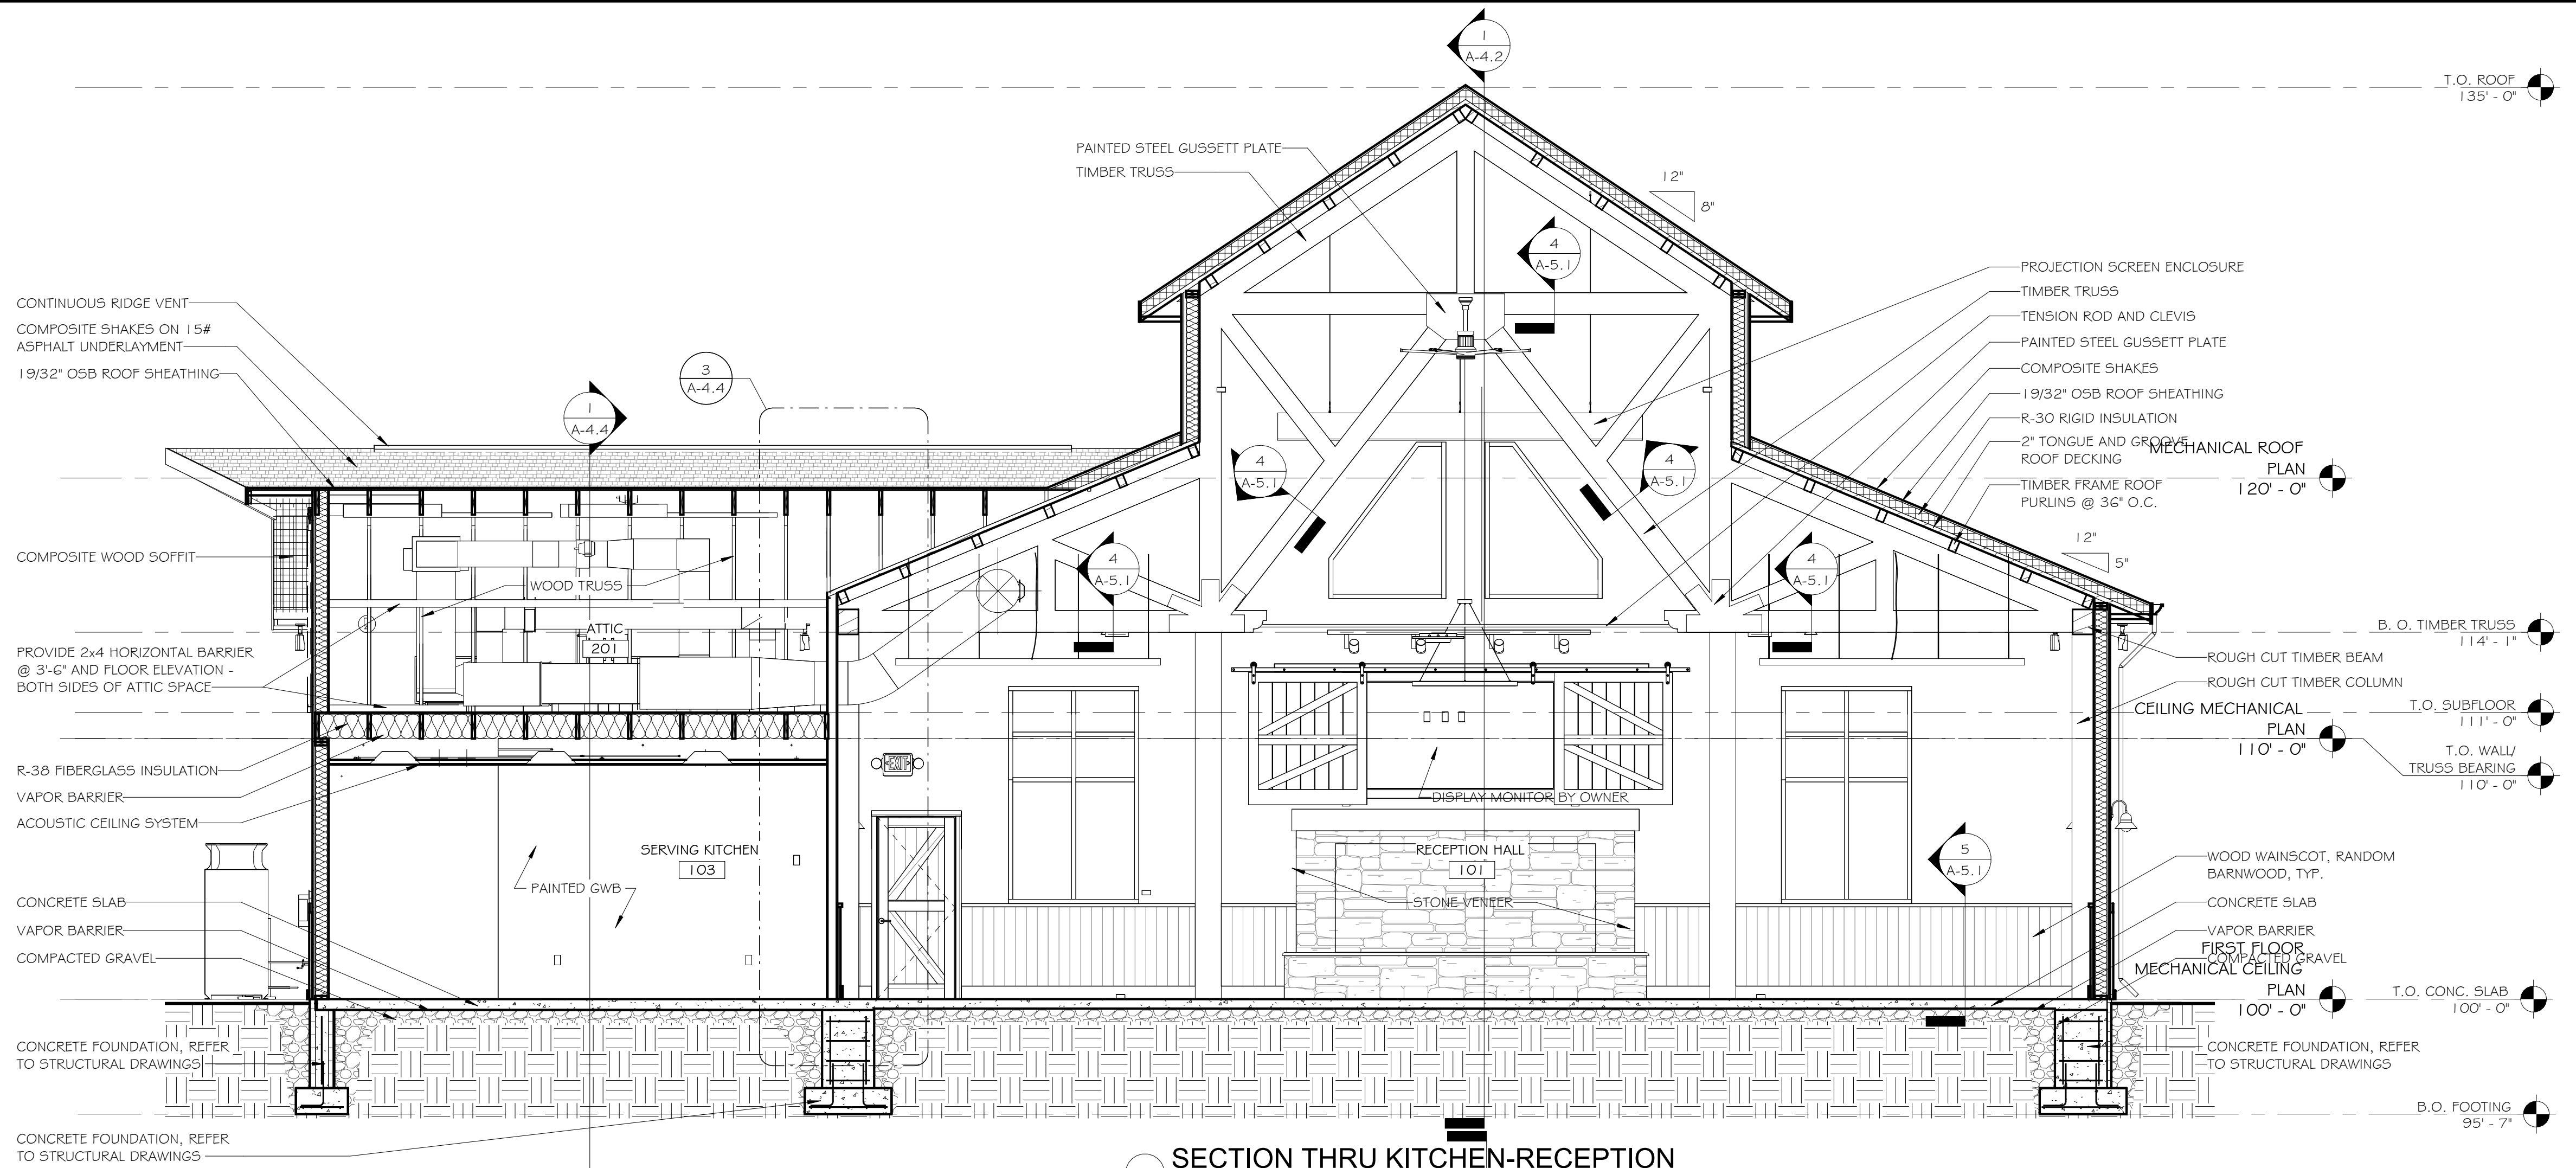 1
A-4.2
T.O. ROOF
135' - 0"
PAINTED STEEL GUSSETT PLATE
TIMBER TRUSS
12"
8"
4
A-5.1
CONTINUOUS RIDGE VENT
COMPOSITE SHAKES ON 15#
ASPHALT UNDERLAYMENT
19/32" OSB ROOF SHEATHING
3
A-4.4
1
A-4.4
PROJECTION SCREEN ENCLOSURE
TIMBER TRUSS
TENSION ROD AND CLEVIS
PAINTED STEEL GUSSETT PLATE
COMPOSITE SHAKES
19/32" OSB ROOF SHEATHING
R-30 RIGID INSULATION
2" TONGUE AND GROOVE
ROOF DECKING
TIMBER FRAME ROOF
PURLINS @ 36" O.C.
MECHANICAL ROOF
PLAN
120' - 0"
4
A-5.1
4
A-5.1
4
A-5.1
4
A-5.1
12"
5"
COMPOSITE WOOD SOFFIT
WOOD TRUSS
ATTIC
201
PROVIDE 2x4 HORIZONTAL BARRIER
@ 3'-6" AND FLOOR ELEVATION -
BOTH SIDES OF ATTIC SPACE
B. O. TIMBER TRUSS
114' - 1"
ROUGH CUT TIMBER BEAM
ROUGH CUT TIMBER COLUMN
T.O. SUBFLOOR
111' - 0"
CEILING MECHANICAL
PLAN
110' - 0"
T.O. WALL/
TRUSS BEARING
110' - 0"
R-38 FIBERGLASS INSULATION
VAPOR BARRIER
ACOUSTIC CEILING SYSTEM
EXIT
DISPLAY MONITOR BY OWNER
SERVING KITCHEN
103
PAINTED GWB
RECEPTION HALL
101
STONE VENEER
5
A-5.1
WOOD WAINSCOT, RANDOM
BARNWOOD, TYP.
CONCRETE SLAB
VAPOR BARRIER
COMPACTED GRAVEL
FIRST FLOOR
MECHANICAL CEILING
PLAN
100' - 0"
T.O. CONC. SLAB
100' - 0"
CONCRETE SLAB
VAPOR BARRIER
COMPACTED GRAVEL
CONCRETE FOUNDATION, REFER
TO STRUCTURAL DRAWINGS
CONCRETE FOUNDATION, REFER
TO STRUCTURAL DRAWINGS
B.O. FOOTING
95' - 7"
CONCRETE FOUNDATION, REFER
TO STRUCTURAL DRAWINGS
SECTION THRU KITCHEN-RECEPTION